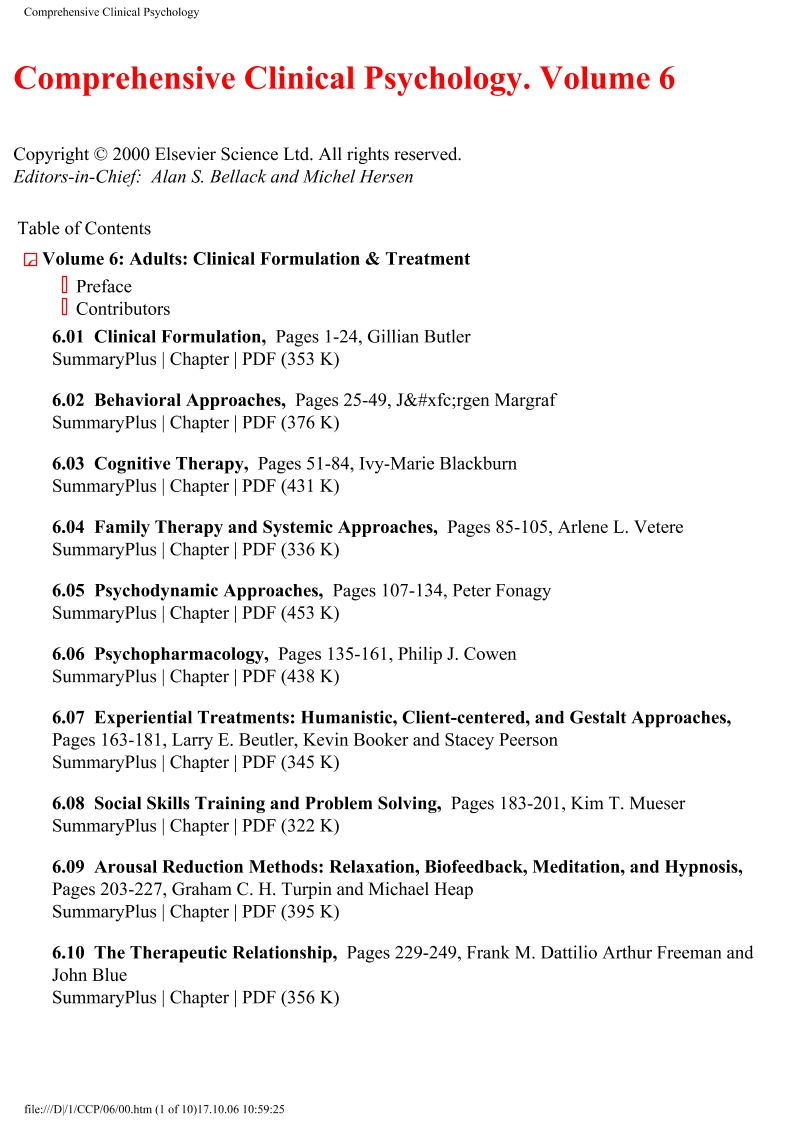 Comprehensive Clinical Psychology
Comprehensive Clinical Psychology. Volume 6
Copyright © 2000 Elsevier Science Ltd. All rights reserved.
Editors-in-Chief: Alan S. Bellack and Michel Hersen
Table of Contents
Volume 6: Adults: Clinical Formulation & Treatment
Preface
Contributors
6.01 Clinical Formulation, Pages 1-24, Gillian Butler
SummaryPlus | Chapter | PDF (353 K)
6.02 Behavioral Approaches, Pages 25-49, J&#xfc;rgen Margraf
SummaryPlus | Chapter | PDF (376 K)
6.03 Cognitive Therapy, Pages 51-84, Ivy-Marie Blackburn
SummaryPlus | Chapter | PDF (431 K)
6.04 Family Therapy and Systemic Approaches, Pages 85-105, Arlene L. Vetere
SummaryPlus | Chapter | PDF (336 K)
6.05 Psychodynamic Approaches, Pages 107-134, Peter Fonagy
SummaryPlus | Chapter | PDF (453 K)
6.06 Psychopharmacology, Pages 135-161, Philip J. Cowen
SummaryPlus | Chapter | PDF (438 K)
6.07 Experiential Treatments: Humanistic, Client-centered, and Gestalt Approaches,
Pages 163-181, Larry E. Beutler, Kevin Booker and Stacey Peerson
SummaryPlus | Chapter | PDF (345 K)
6.08 Social Skills Training and Problem Solving, Pages 183-201, Kim T. Mueser
SummaryPlus | Chapter | PDF (322 K)
6.09 Arousal Reduction Methods: Relaxation, Biofeedback, Meditation, and Hypnosis,
Pages 203-227, Graham C. H. Turpin and Michael Heap
SummaryPlus | Chapter | PDF (395 K)
6.10 The Therapeutic Relationship, Pages 229-249, Frank M. Dattilio Arthur Freeman and
John Blue
SummaryPlus | Chapter | PDF (356 K)
file:///D|/1/CCP/06/00.htm (1 of 10)17.10.06 10:59:25